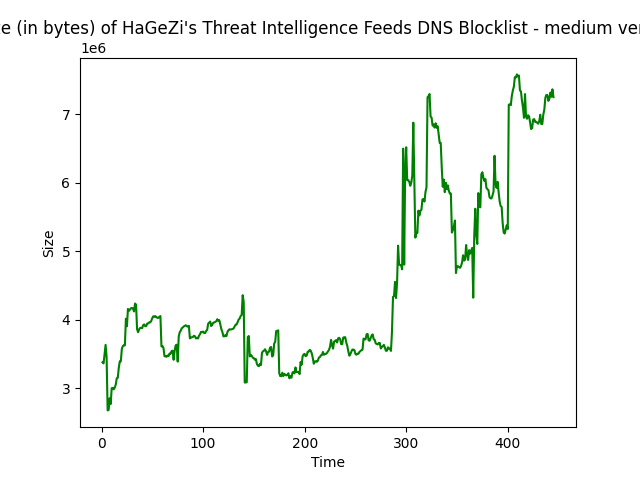 (in bytes) of HaGeZi's Threat Intelligence Feeds DNS Blocklist - medium
1e6
7
6
5
4
3
Size
0 100 200 300 400
Time